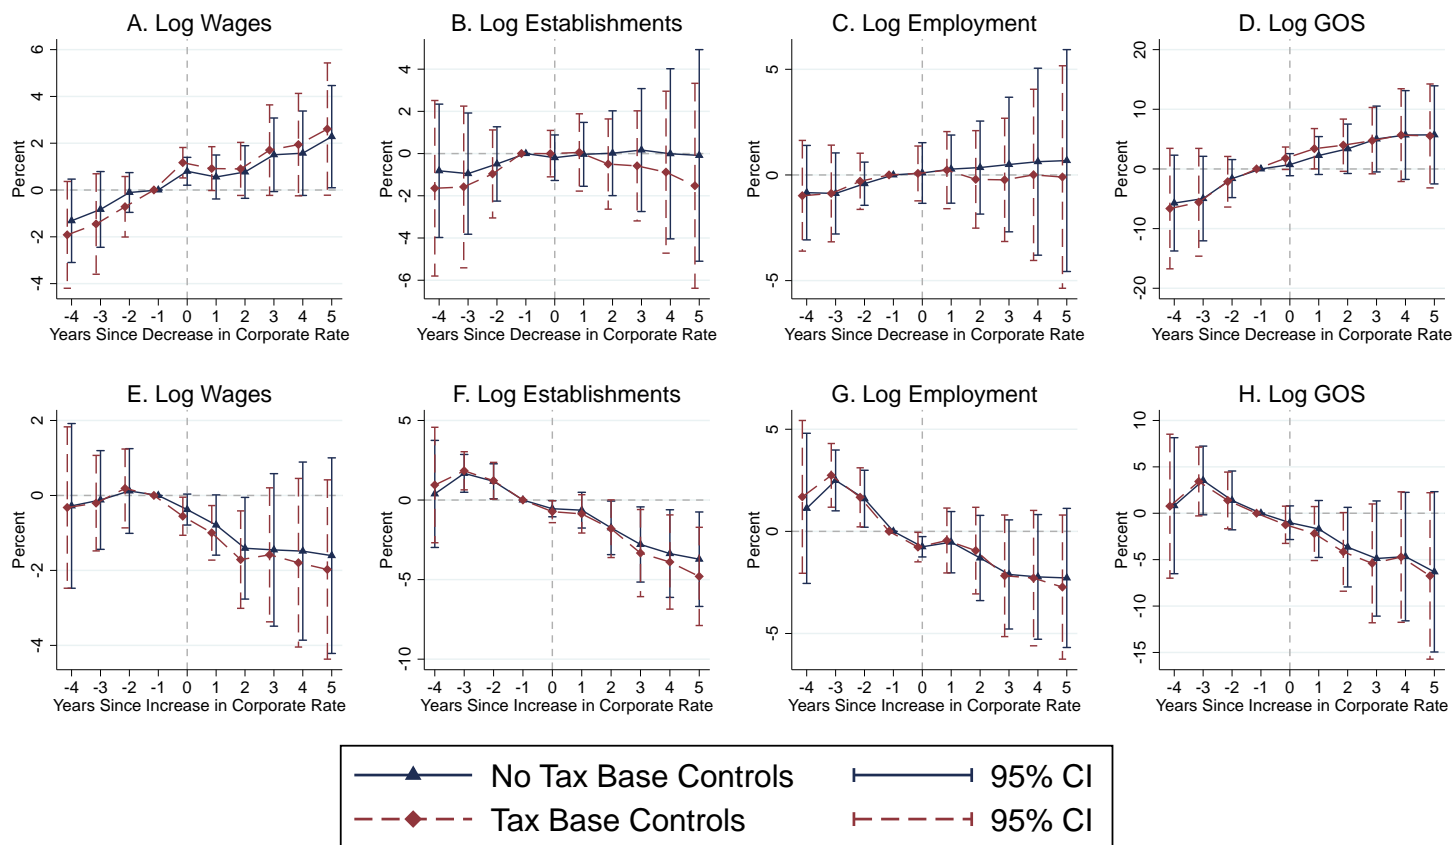 A. Log Wages
Percent
6
4
2
0
-2
-4
-4 -3 -2 -1 0 1 2 3 4 5
Years Since Decrease in Corporate Rate
B. Log Establishments
Percent
4
2
0
-2
-4
-6
-4 -3 -2 -1 0 1 2 3 4 5
Years Since Decrease in Corporate Rate
C. Log Employment
Percent
5
0
-5
-4 -3 -2 -1 0 1 2 3 4 5
Years Since Decrease in Corporate Rate
D. Log GOS
Percent
20
10
0
-10
-20
-4 -3 -2 -1 0 1 2 3 4 5
Years Since Decrease in Corporate Rate
E. Log Wages
Percent
2
0
-2
-4
-4 -3 -2 -1 0 1 2 3 4 5
Years Since Increase in Corporate Rate
F. Log Establishments
Percent
5
0
-5
-10
-4 -3 -2 -1 0 1 2 3 4 5
Years Since Increase in Corporate Rate
G. Log Employment
Percent
5
0
-5
-4 -3 -2 -1 0 1 2 3 4 5
Years Since Increase in Corporate Rate
H. Log GOS
Percent
10
5
0
-5
-10
-15
-4 -3 -2 -1 0 1 2 3 4 5
Years Since Increase in Corporate Rate
No Tax Base Controls 95% CI
Tax Base Controls 95% CI